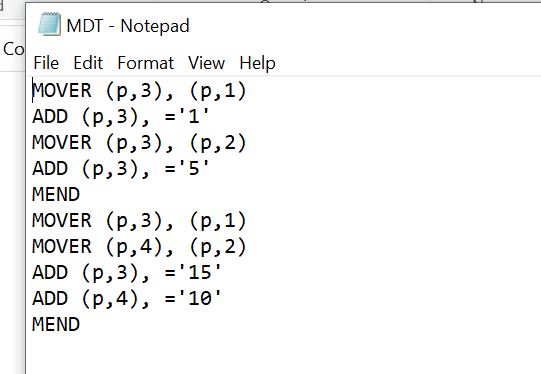 Co
MDT - Notepad
File Edit Format View Help
MOVER (p,3), (p,1)
ADD (p,3), ='1'
MOVER (p,3), (p,2)
ADD (p,3), ='5'
MEND
MOVER (p,3), (p,1)
MOVER (p,4), (p,2)
ADD (p,3), ='15'
ADD (p,4), ='10'
MEND